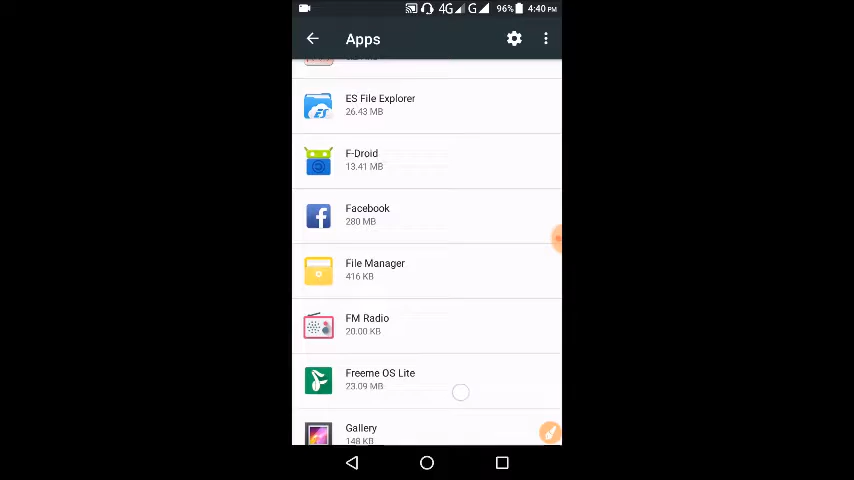 4G G 96% 4:40 PM
Apps
ES File Explorer
26.43 MB
F-Droid
13.41 MB
Facebook
280 MB
File Manager
416 KB
FM Radio
20.00 KB
Freeme OS Lite
23.09 MB
Gallery
148 KB